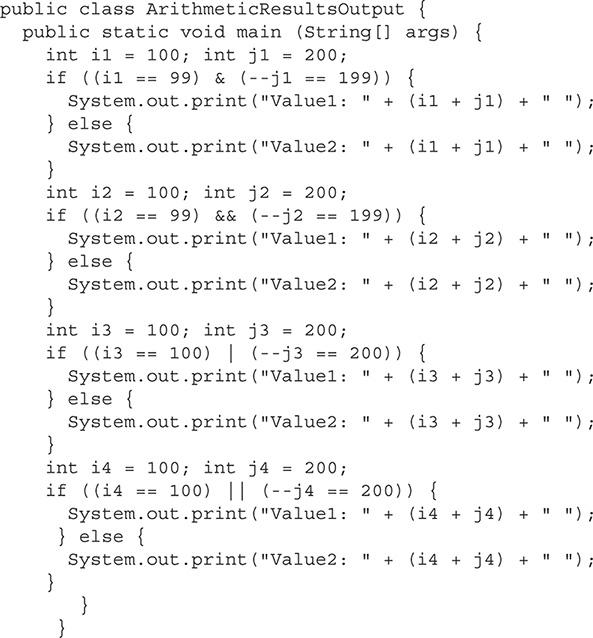 public class ArithmeticResultsOutput {
  public static void main (String[] args) {
    int i1 = 100; int j1 = 200;
    if ((i1 == 99) & (--j1 == 199)) {
      System.out.print("Value1: " + (i1 + j1) + " ");
    } else {
      System.out.print("Value2: " + (i1 + j1) + " ");
    }
    int i2 = 100; int j2 = 200;
    if ((i2 == 99) && (--j2 == 199)) {
      System.out.print("Value1: " + (i2 + j2) + " ");
    } else {
      System.out.print("Value2: " + (i2 + j2) + " ");
    }
    int i3 = 100; int j3 = 200;
    if ((i3 == 100) | (--j3 == 200)) {
      System.out.print("Value1: " + (i3 + j3) + " ");
    } else {
      System.out.print("Value2: " + (i3 + j3) + " ");
    }
    int i4 = 100; int j4 = 200;
    if ((i4 == 100) || (--j4 == 200)) {
      System.out.print("Value1: " + (i4 + j4) + " ");
     } else {
      System.out.print("Value2: " + (i4 + j4) + " ");
    }
       }
     }